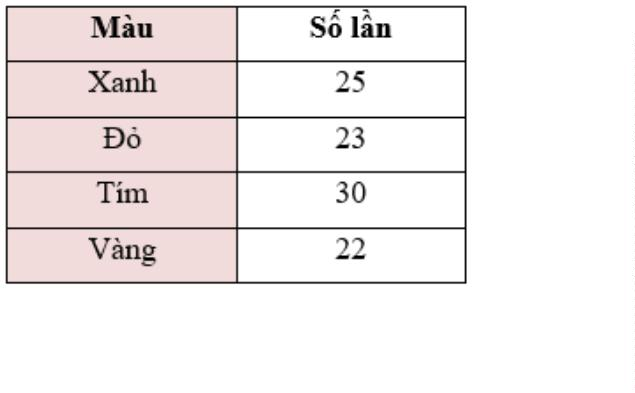 Màu Số lần
Xanh 25
Đỏ 23
Tím 30
Vàng 22